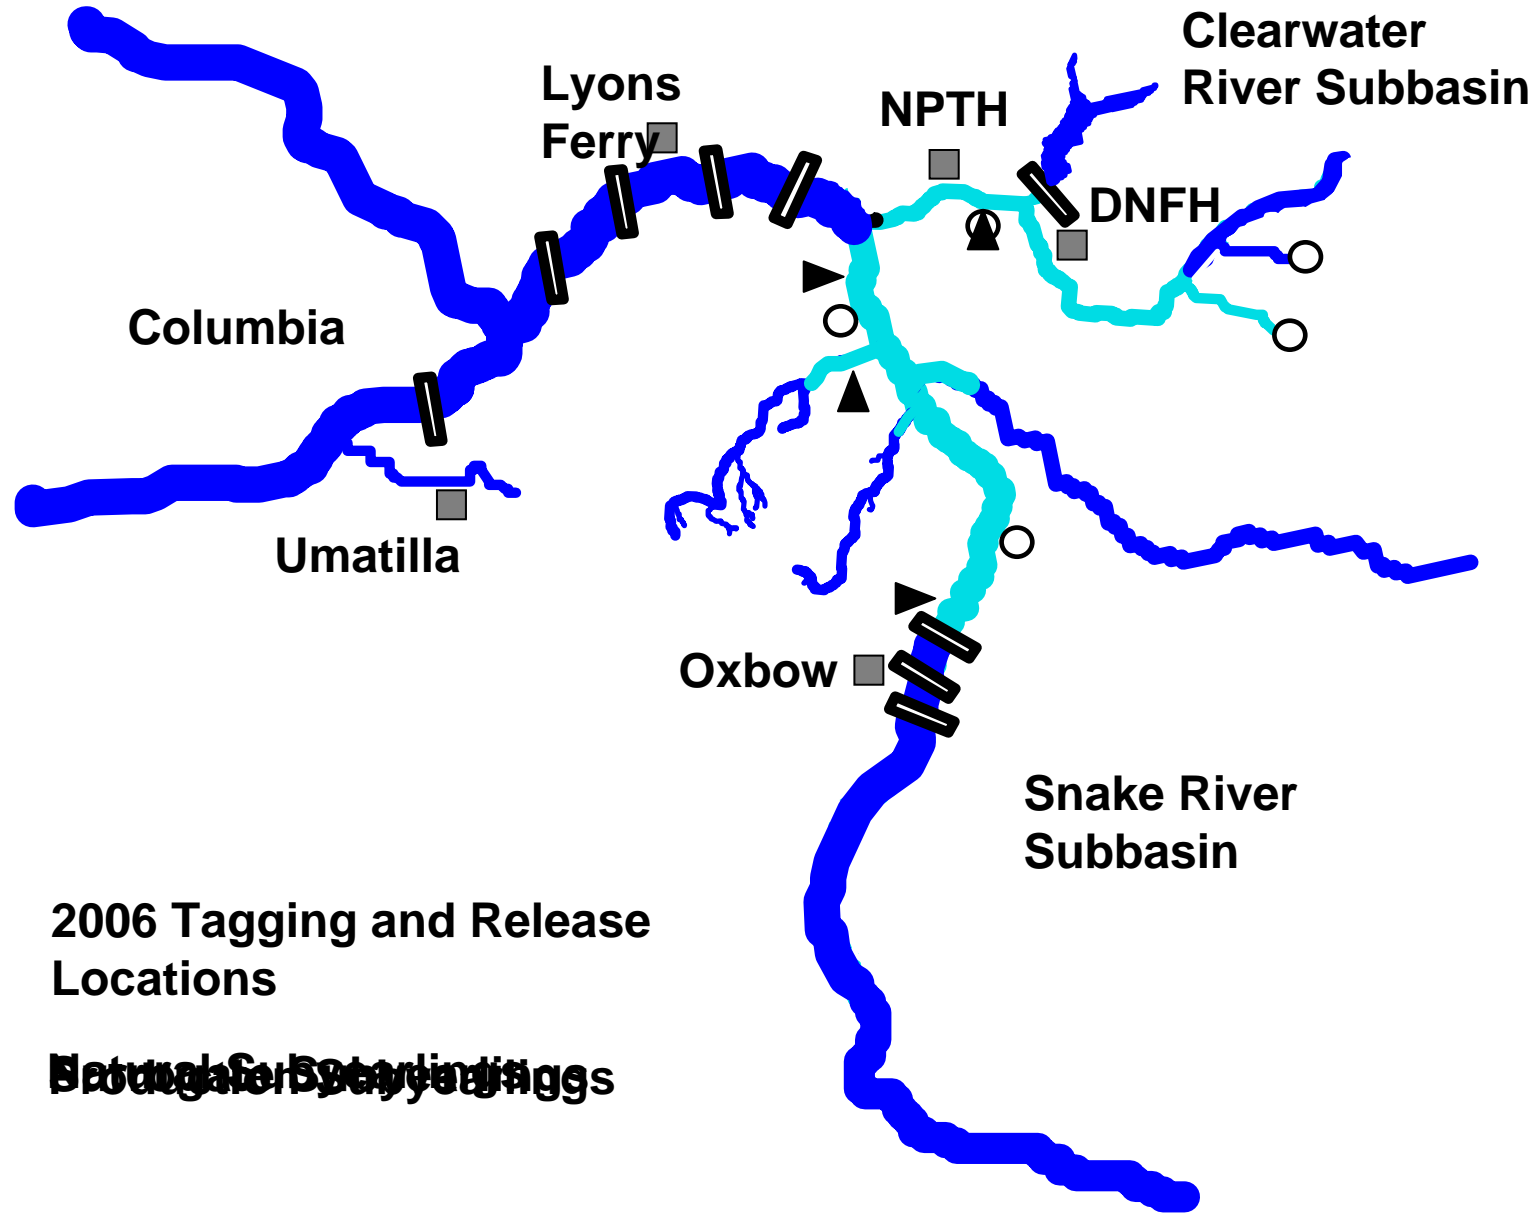 Clearwater
River Subbasin
Lyons
Ferry
NPTH
DNFH
Columbia
Umatilla
Oxbow
Snake River
Subbasin
2006 Tagging and Release
Locations